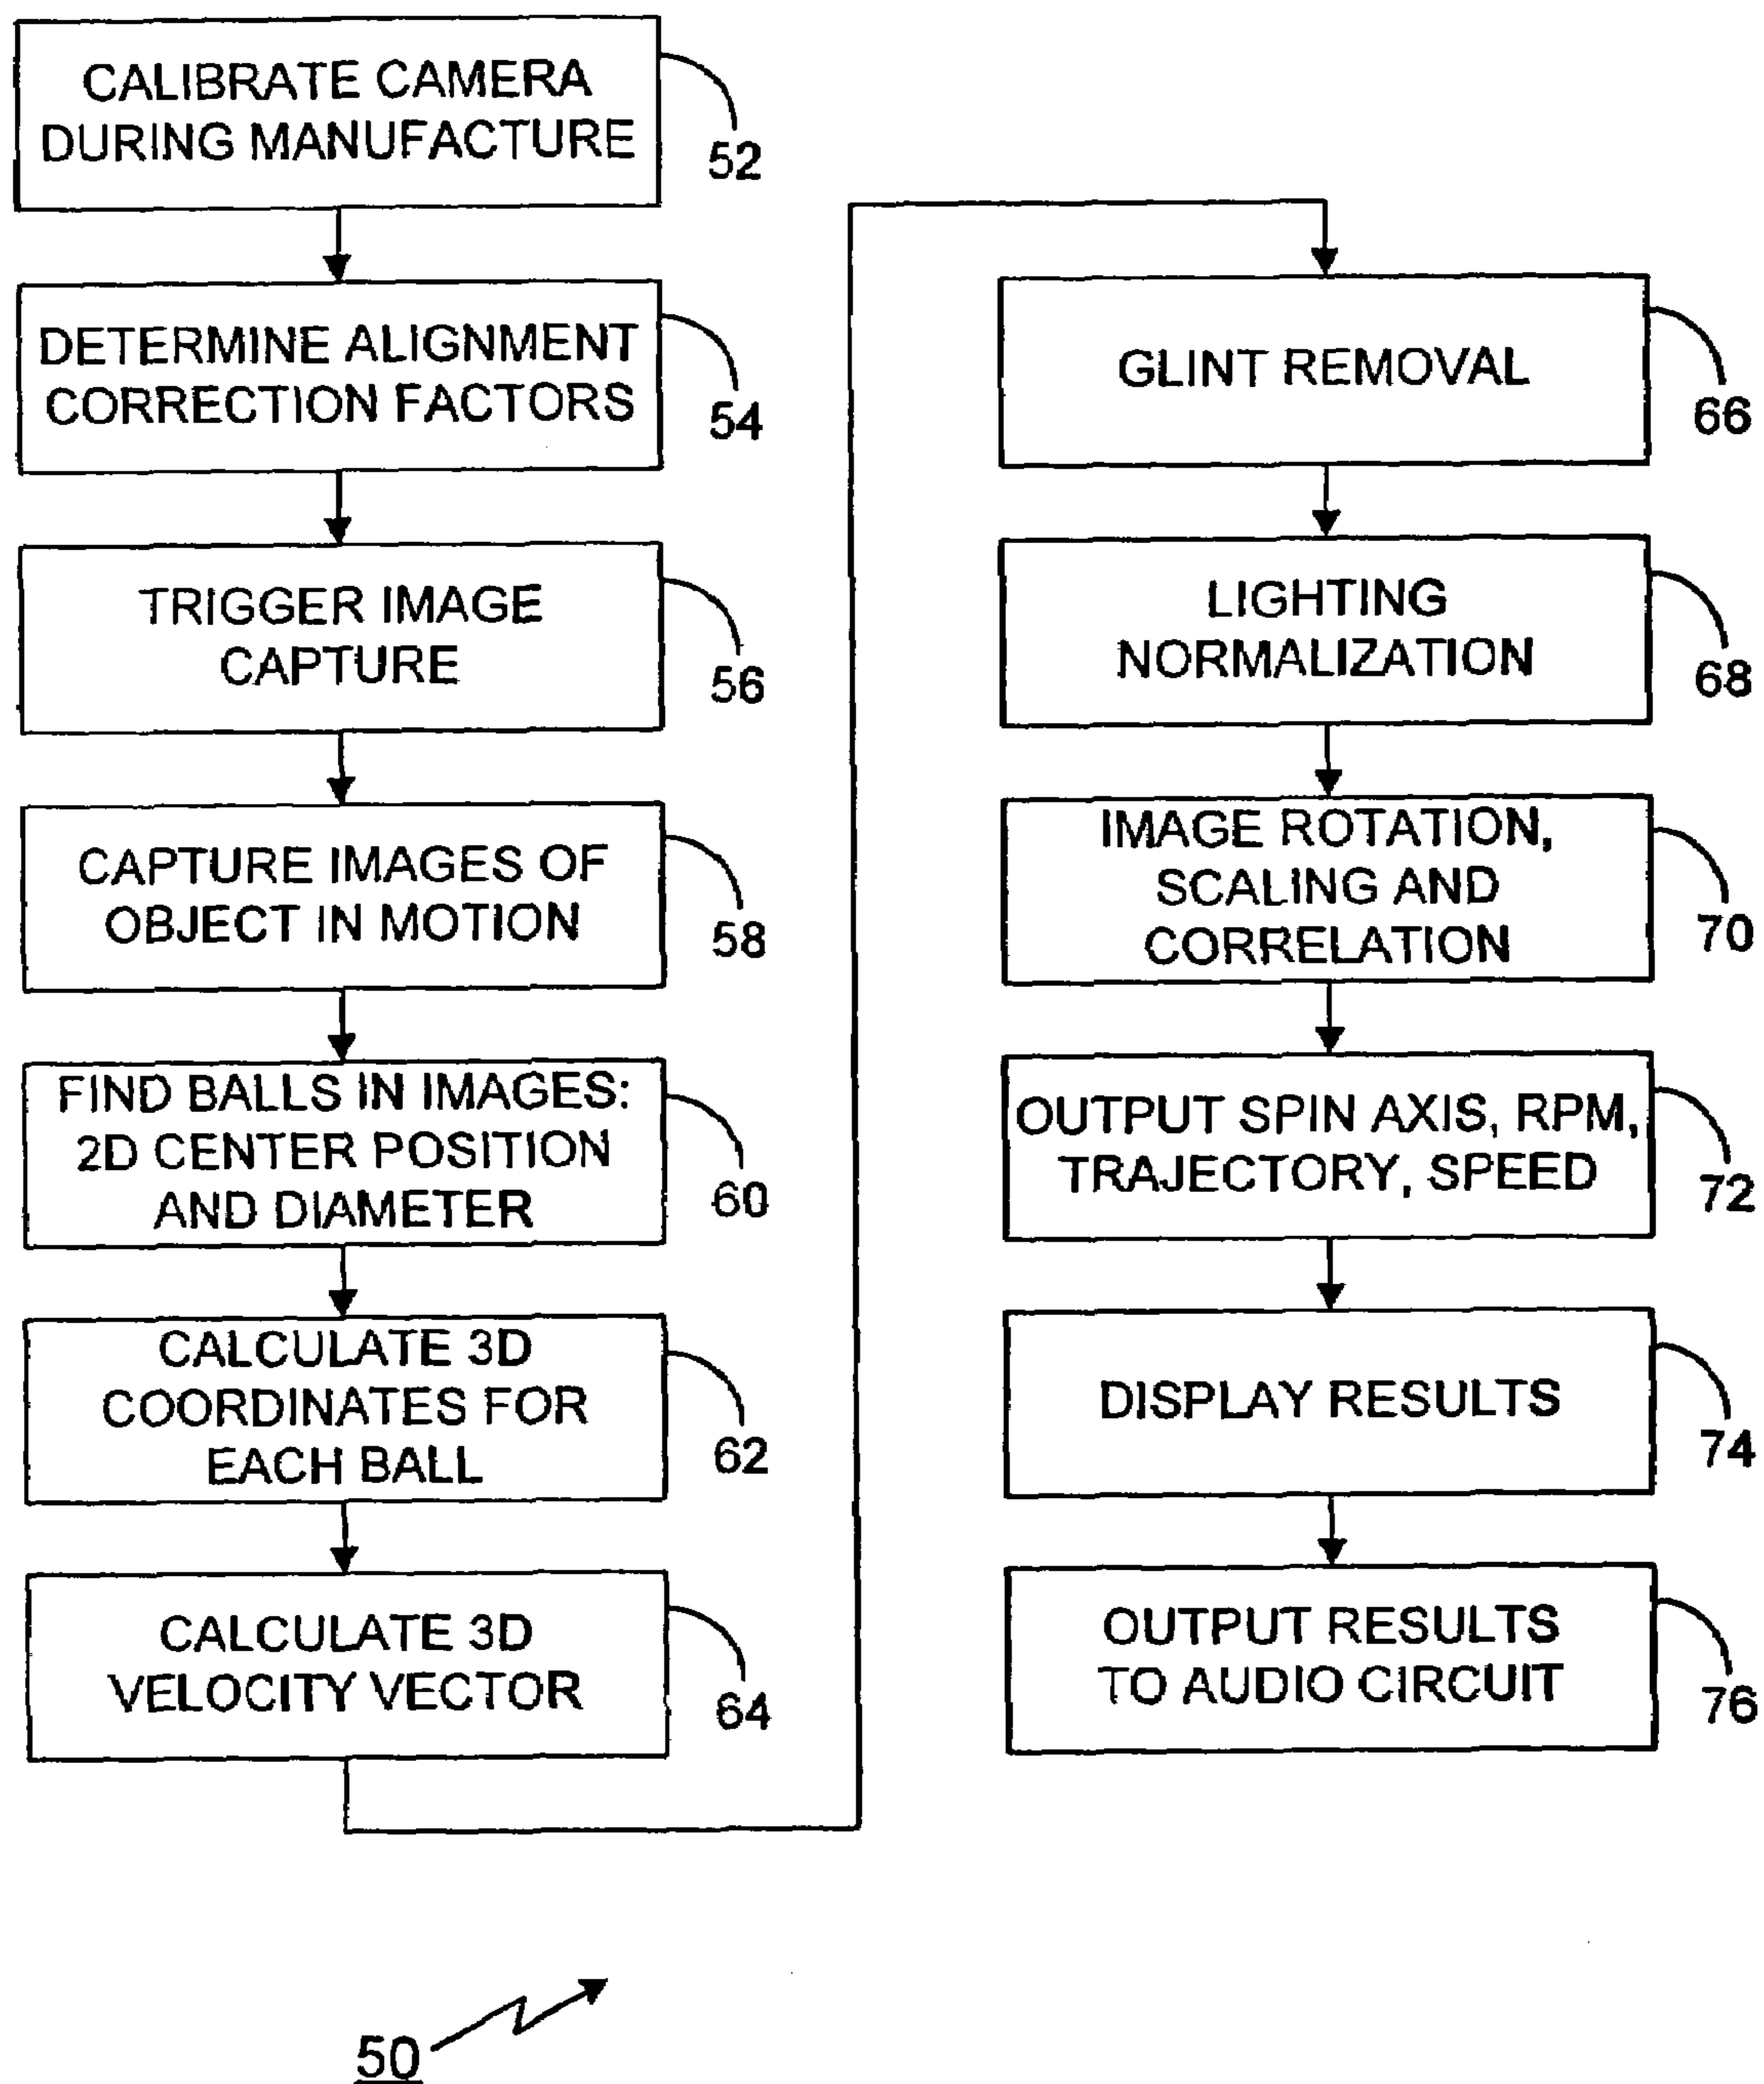 CALIBRATE CAMERA
DURING MANUFACTURE
52
DETERMINE ALIGNMENT
CORRECTION FACTORS
54
TRIGGER IMAGE
CAPTURE
56
CAPTURE IMAGES OF
OBJECT IN MOTION
58
FIND BALLS IN IMAGES:
2D CENTER POSITION
AND DIAMETER
60
CALCULATE 3D
COORDINATES FOR
EACH BALL
62
CALCULATE 3D
VELOCITY VECTOR
64
GLINT REMOVAL
66
LIGHTING
NORMALIZATION
68
IMAGE ROTATION,
SCALING AND
CORRELATION
70
OUTPUT SPIN AXIS, RPM,
TRAJECTORY, SPEED
72
DISPLAY RESULTS
74
OUTPUT RESULTS
TO AUDIO CIRCUIT
76
50